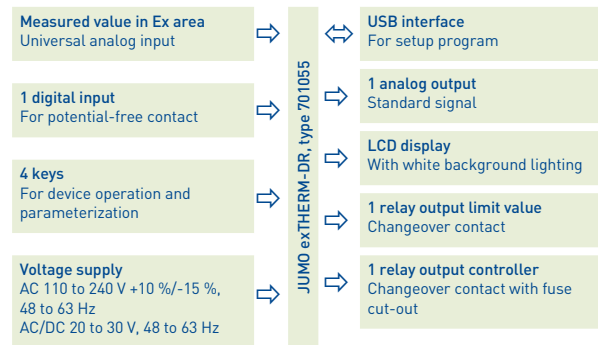 Measured value in Ex area
Universal analog input
1 digital input
For potential-free contact
4 keys
For device operation and
parameterization
Voltage supply
AC 110 to 240 V +10 %/-15 %,
48 to 63 Hz
AC/DC 20 to 30 V, 48 to 63 Hz
JUMO exTHERM-DR, type 701055
USB interface
For setup program
1 analog output
Standard signal
LCD display
With white background lighting
1 relay output limit value
Changeover contact
1 relay output controller
Changeover contact with fuse
cut-out